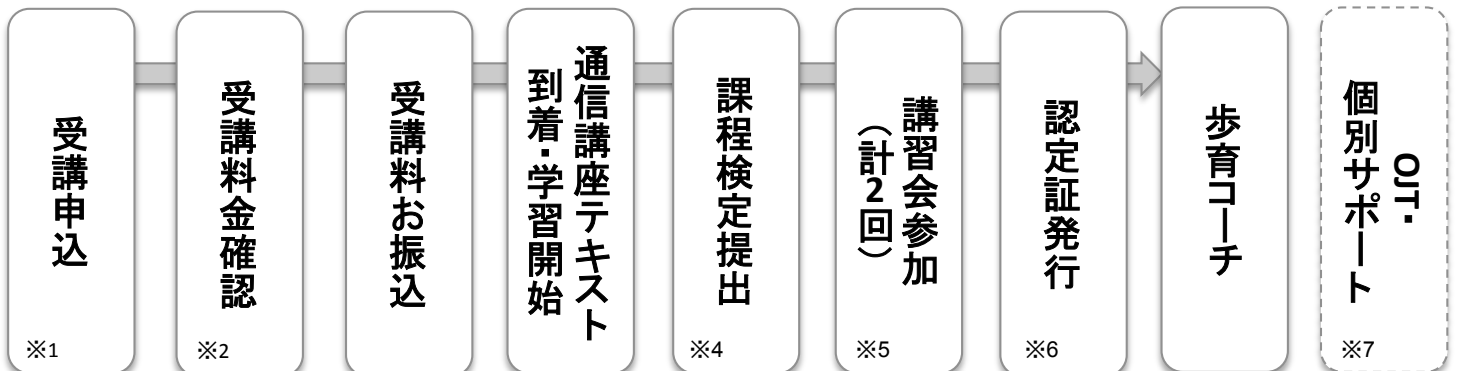 受講申込
※1
受講料金確認
※2
受講料お振込
通信講座テキスト
到着・学習開始
課程検定提出
※4
講習会参加
（計2回）
※5
認定証発行
※6
歩育コーチ
OJT・
個別サポート
※7